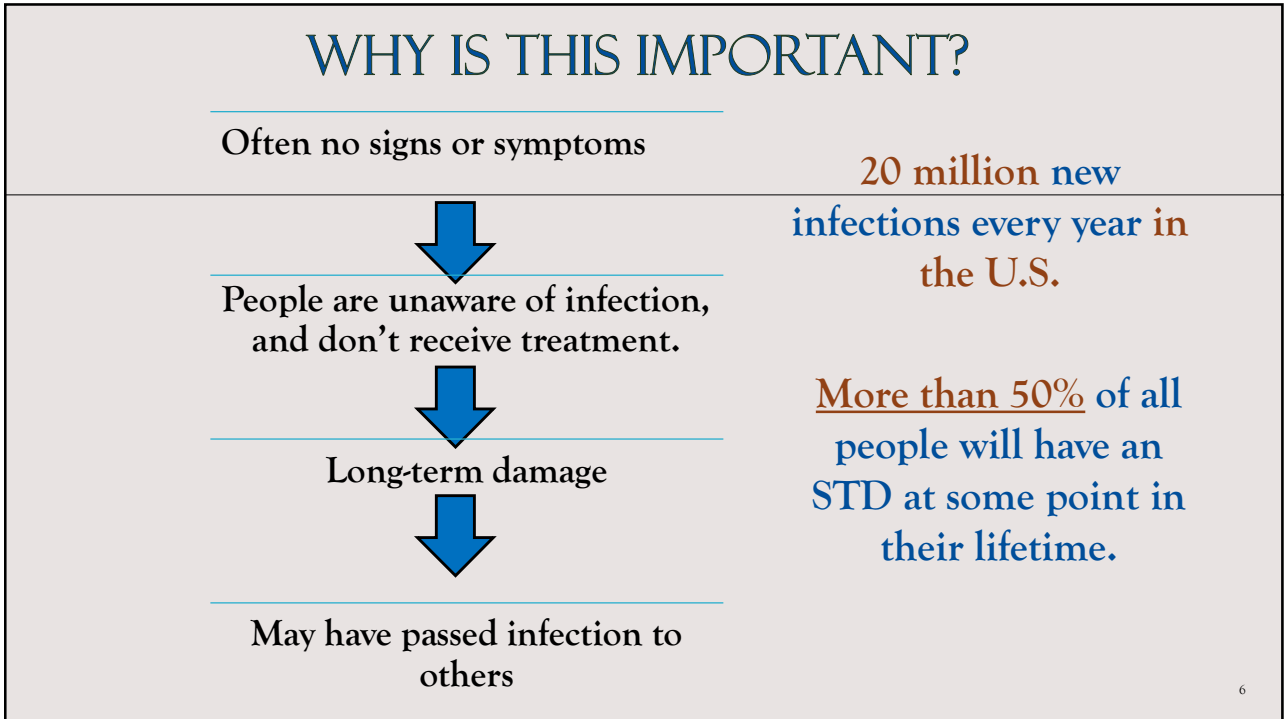 WHY IS THIS IMPORTANT?
Often no signs or symptoms
People are unaware of infection,
and don't receive treatment.
Long-term damage
May have passed infection to
others
20 million new
infections every year in
the U.S.
More than 50% of all
people will have an
STD at some point in
their lifetime.
6